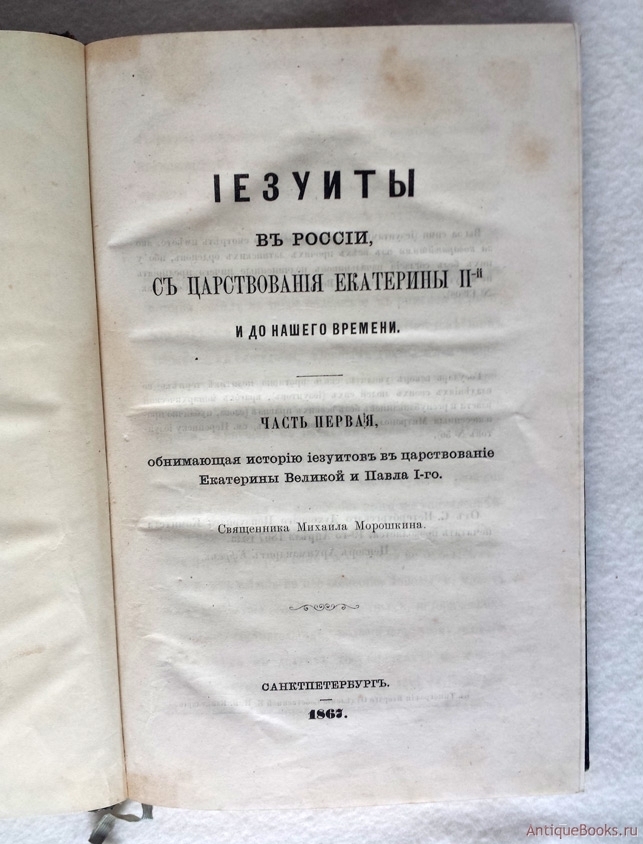 ІЕЗУИТЫ
ВЪ РОССІИ,
СЪ ЦАРСТВОВАНІЯ ЕКАТЕРИНЫ II-Й
И ДО НАШЕГО ВРЕМЕНИ.
ЧАСТЬ ПЕРВАЯ,
обнимающая исторію іезуитовъ въ царствованіе
Екатерины Великой и Павла I-го.
Священника Михаила Морошкина.
САНКТПЕТЕРБУРГЪ.
1867.
AntiqueBooks.ru